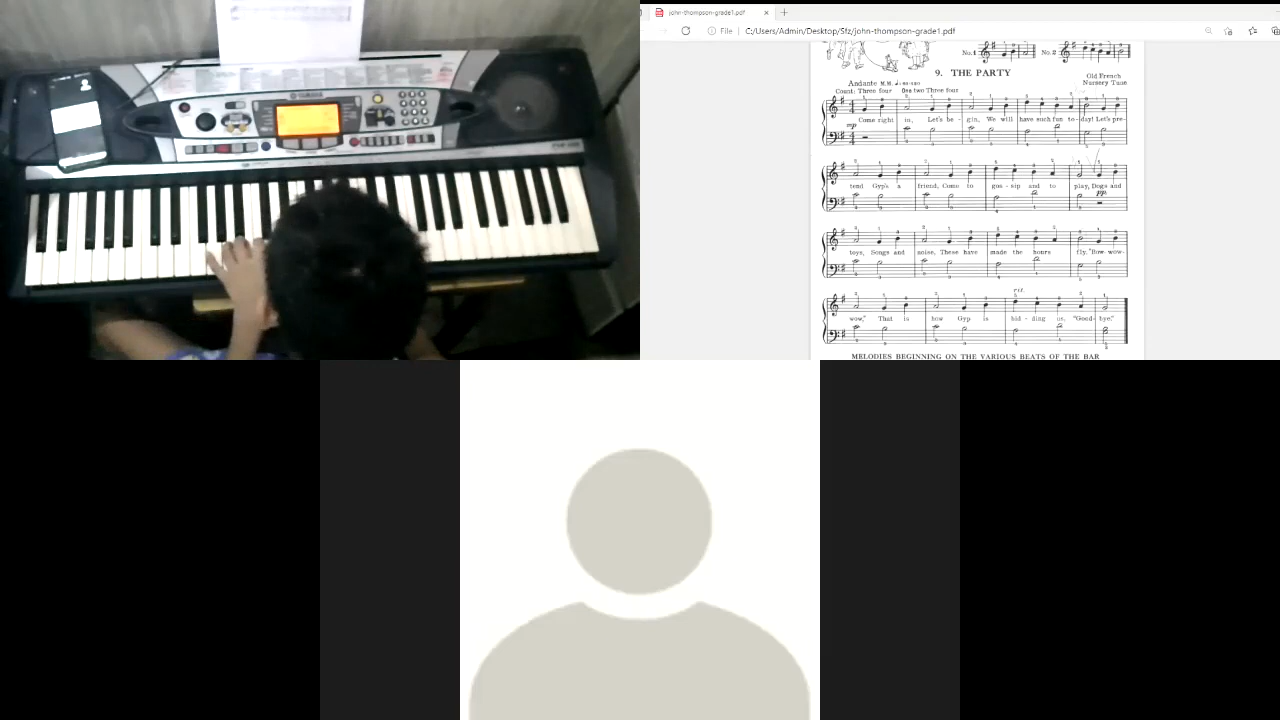 john-thompson-grade1.pdf
File C:/Users/Admin/Desktop/Stz/john-thompson-grade1.pdf
No.1 No.2
9. THE PARTY
Andante M.M.
Old French
Nursery Tune
Count: Three four One two Three four
mp
Come right in, Let's be - gin, We will have such fun to - day! Let's pre-
tend Gyp's a friend, Come to gos - sip and to play, Dogs and
pp
toys, Songs and noise, These have made the hours fly. "Bow-wow-
rit.
wow," That is how Gyp is bid - ding us, "Good-bye."
MELODIES BEGINNING ON THE VARIOUS BEATS OF THE BAR
YAMAHA